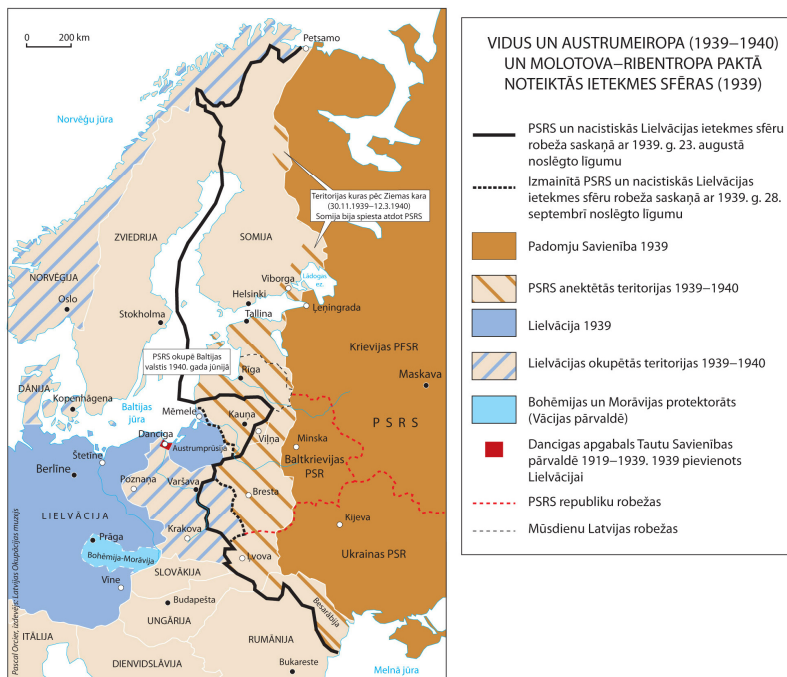 0
200 km
Petsamo
Norvēģu jūra
Teritorijas kuras pēc Ziemas kara
(30.11.1939–12.3.1940)
Somija bija spiesta atdot PSRS
ZVIEDRIJA
SOMIJA
NORVĒĢIJA
Viborga
Lādogas
ez.
Oslo
Helsinki
Ļeņingrada
Stokholma
Tallina
Krievijas PFSR
PSRS okupē Baltijas
valstis 1940. gada jūnijā
Rīga
Maskava
DĀNIJA
Kopenhāgena
Baltijas
jūra
Mēmele
Kauņa
P S R S
Viļņa
Minska
Danciga
Austrumprūsija
Baltkrievijas
PSR
Štetīne
Berlīne
Poznaņa
Varšava
Bresta
LIELVĀCIJA
Krakova
Kijeva
Prāga
Bohēmija-Morāvija
Ļvova
Ukrainas PSR
SLOVĀKIJA
Vīne
Budapešta
Besarābija
UNGĀRIJA
ITĀLIJA
RUMĀNIJA
DIENVIDSLĀVIJA
Bukareste
Melnā jūra
Pascal Orcier, izdevējs: Latvijas Okupācijas muzejs
VIDUS UN AUSTRUMEIROPA (1939–1940)
UN MOLOTOVA–RIBENTROPA PAKTĀ
NOTEIKTĀS IETEKMES SFĒRAS (1939)
PSRS un nacistiskās Lielvācijas ietekmes sfēru
robeža saskaņā ar 1939. g. 23. augustā
noslēgto līgumu
Izmainītā PSRS un nacistiskās Lielvācijas
ietekmes sfēru robeža saskaņā ar 1939. g. 28.
septembrī noslēgto līgumu
Padomju Savienība 1939
PSRS anektētās teritorijas 1939–1940
Lielvācija 1939
Lielvācijas okupētās teritorijas 1939–1940
Bohēmijas un Morāvijas protektorāts
(Vācijas pārvaldē)
Dancigas apgabals Tautu Savienības
pārvaldē 1919–1939. 1939 pievienots
Lielvācijai
PSRS republiku robežas
Mūsdienu Latvijas robežas